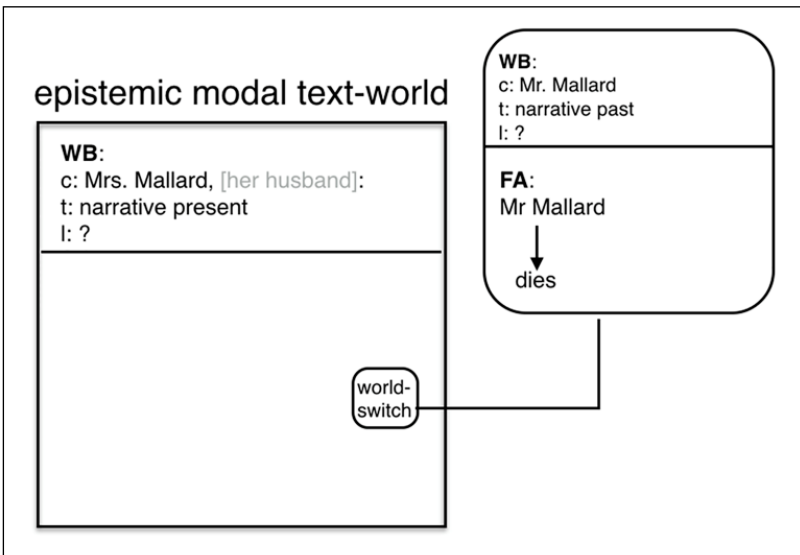 epistemic modal text-world
WB:
c: Mrs. Mallard, [her husband]:
t: narrative present
l: ?
world-
switch
WB:
c: Mr. Mallard
t: narrative past
l: ?
FA:
Mr Mallard
dies